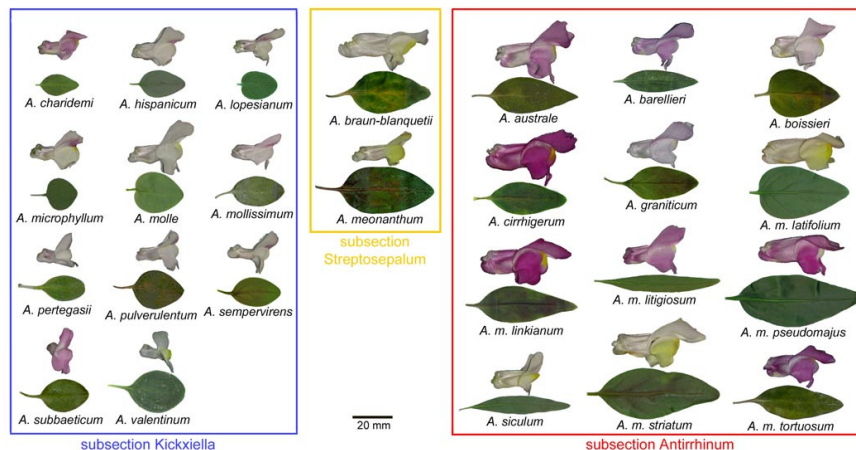 A. charidemi
A. hispanicum
A. lopesianum
A. microphyllum
A. molle
A. mollissimum
A. pertegasii
A. pulverulentum
A. sempervirens
A. subbaeticum
A. valentinum
subsection Kickxiella
A. braun-blanquetii
A. meonanthum
subsection
Streptosepalum
20 mm
A. australe
A. barellieri
A. boissieri
A. cirrhigerum
A. graniticum
A. m. latifolium
A. m. linkianum
A. m. litigiosum
A. m. pseudomajus
A. siculum
A. m. striatum
A. m. tortuosum
subsection Antirrhinum